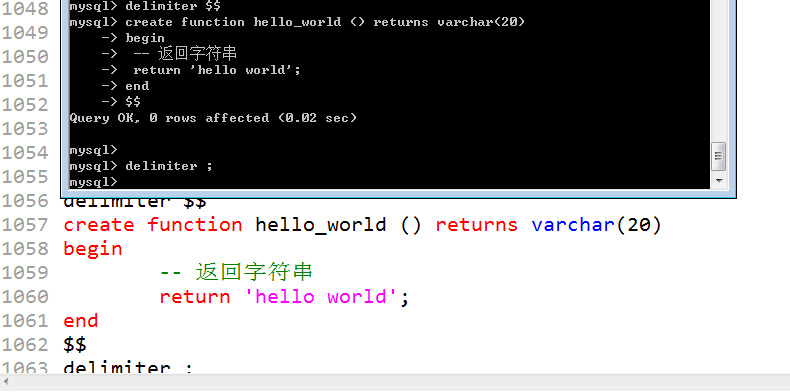 1048
1049
1050
1051
1052
1053
1054
1055
mysql> delimiter $$
mysql> create function hello_world () returns varchar(20)
-> begin
-> -- 返回字符串
-> return 'hello world';
-> end
-> $$
Query OK, 0 rows affected (0.02 sec)
mysql>
mysql> delimiter ;
mysql>
1056 delimiter $$
1057 create function hello_world () returns varchar(20)
1058 begin
1059 -- 返回字符串
1060 return 'hello world';
1061 end
1062 $$
1063 delimiter ;